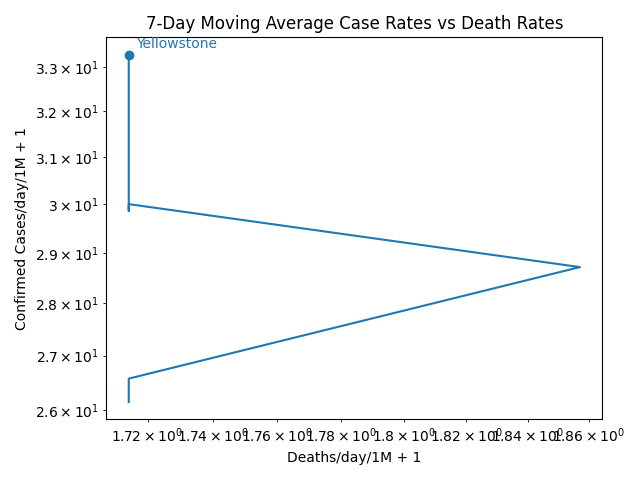 7-Day Moving Average Case Rates vs Death Rates
Yellowstone
3.3 × 10¹
3.2 × 10¹
3.1 × 10¹
3 × 10¹
2.9 × 10¹
2.8 × 10¹
2.7 × 10¹
2.6 × 10¹
Confirmed Cases/day/1M + 1
1.72 × 10⁰ 1.74 × 10⁰ 1.76 × 10⁰ 1.78 × 10⁰ 1.8 × 10⁰ 1.82 × 10⁰ 1.84 × 10⁰ 1.86 × 10⁰
Deaths/day/1M + 1